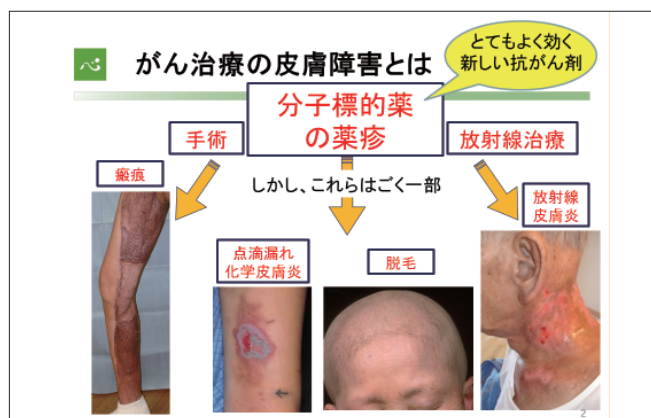 がん治療の皮膚障害とは
とてもよく効く
新しい抗がん剤
分子標的薬
の薬疹
手術
放射線治療
しかし、これらはごく一部
瘢痕
点滴漏れ
化学皮膚炎
脱毛
放射線
皮膚炎
2